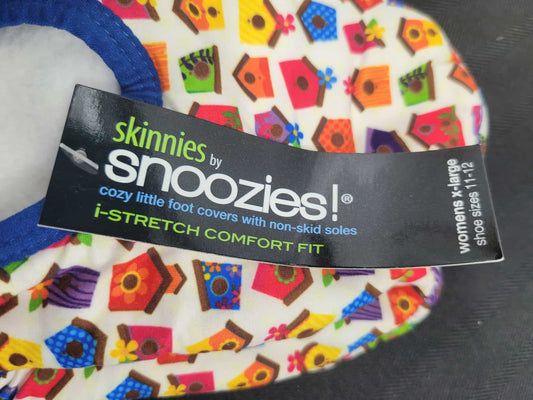 skinnies by
snoozies!®
cozy little foot covers with non-skid soles
i-STRETCH COMFORT FIT
womens x-large
shoe sizes 11-12